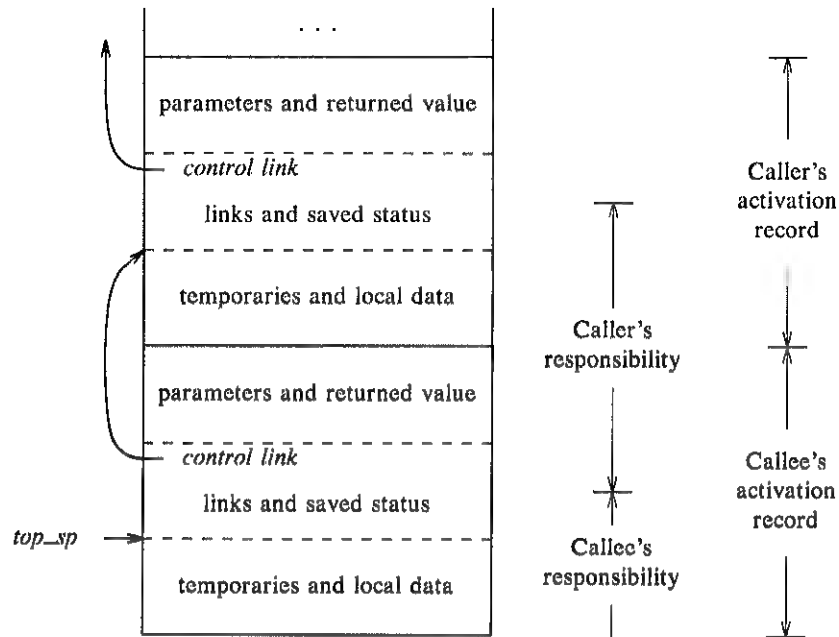 . . .
parameters and returned value
control link
links and saved status
temporaries and local data
parameters and returned value
control link
links and saved status
top_sp
temporaries and local data
Caller's
responsibility
Callee's
responsibility
Caller's
activation
record
Callee's
activation
record